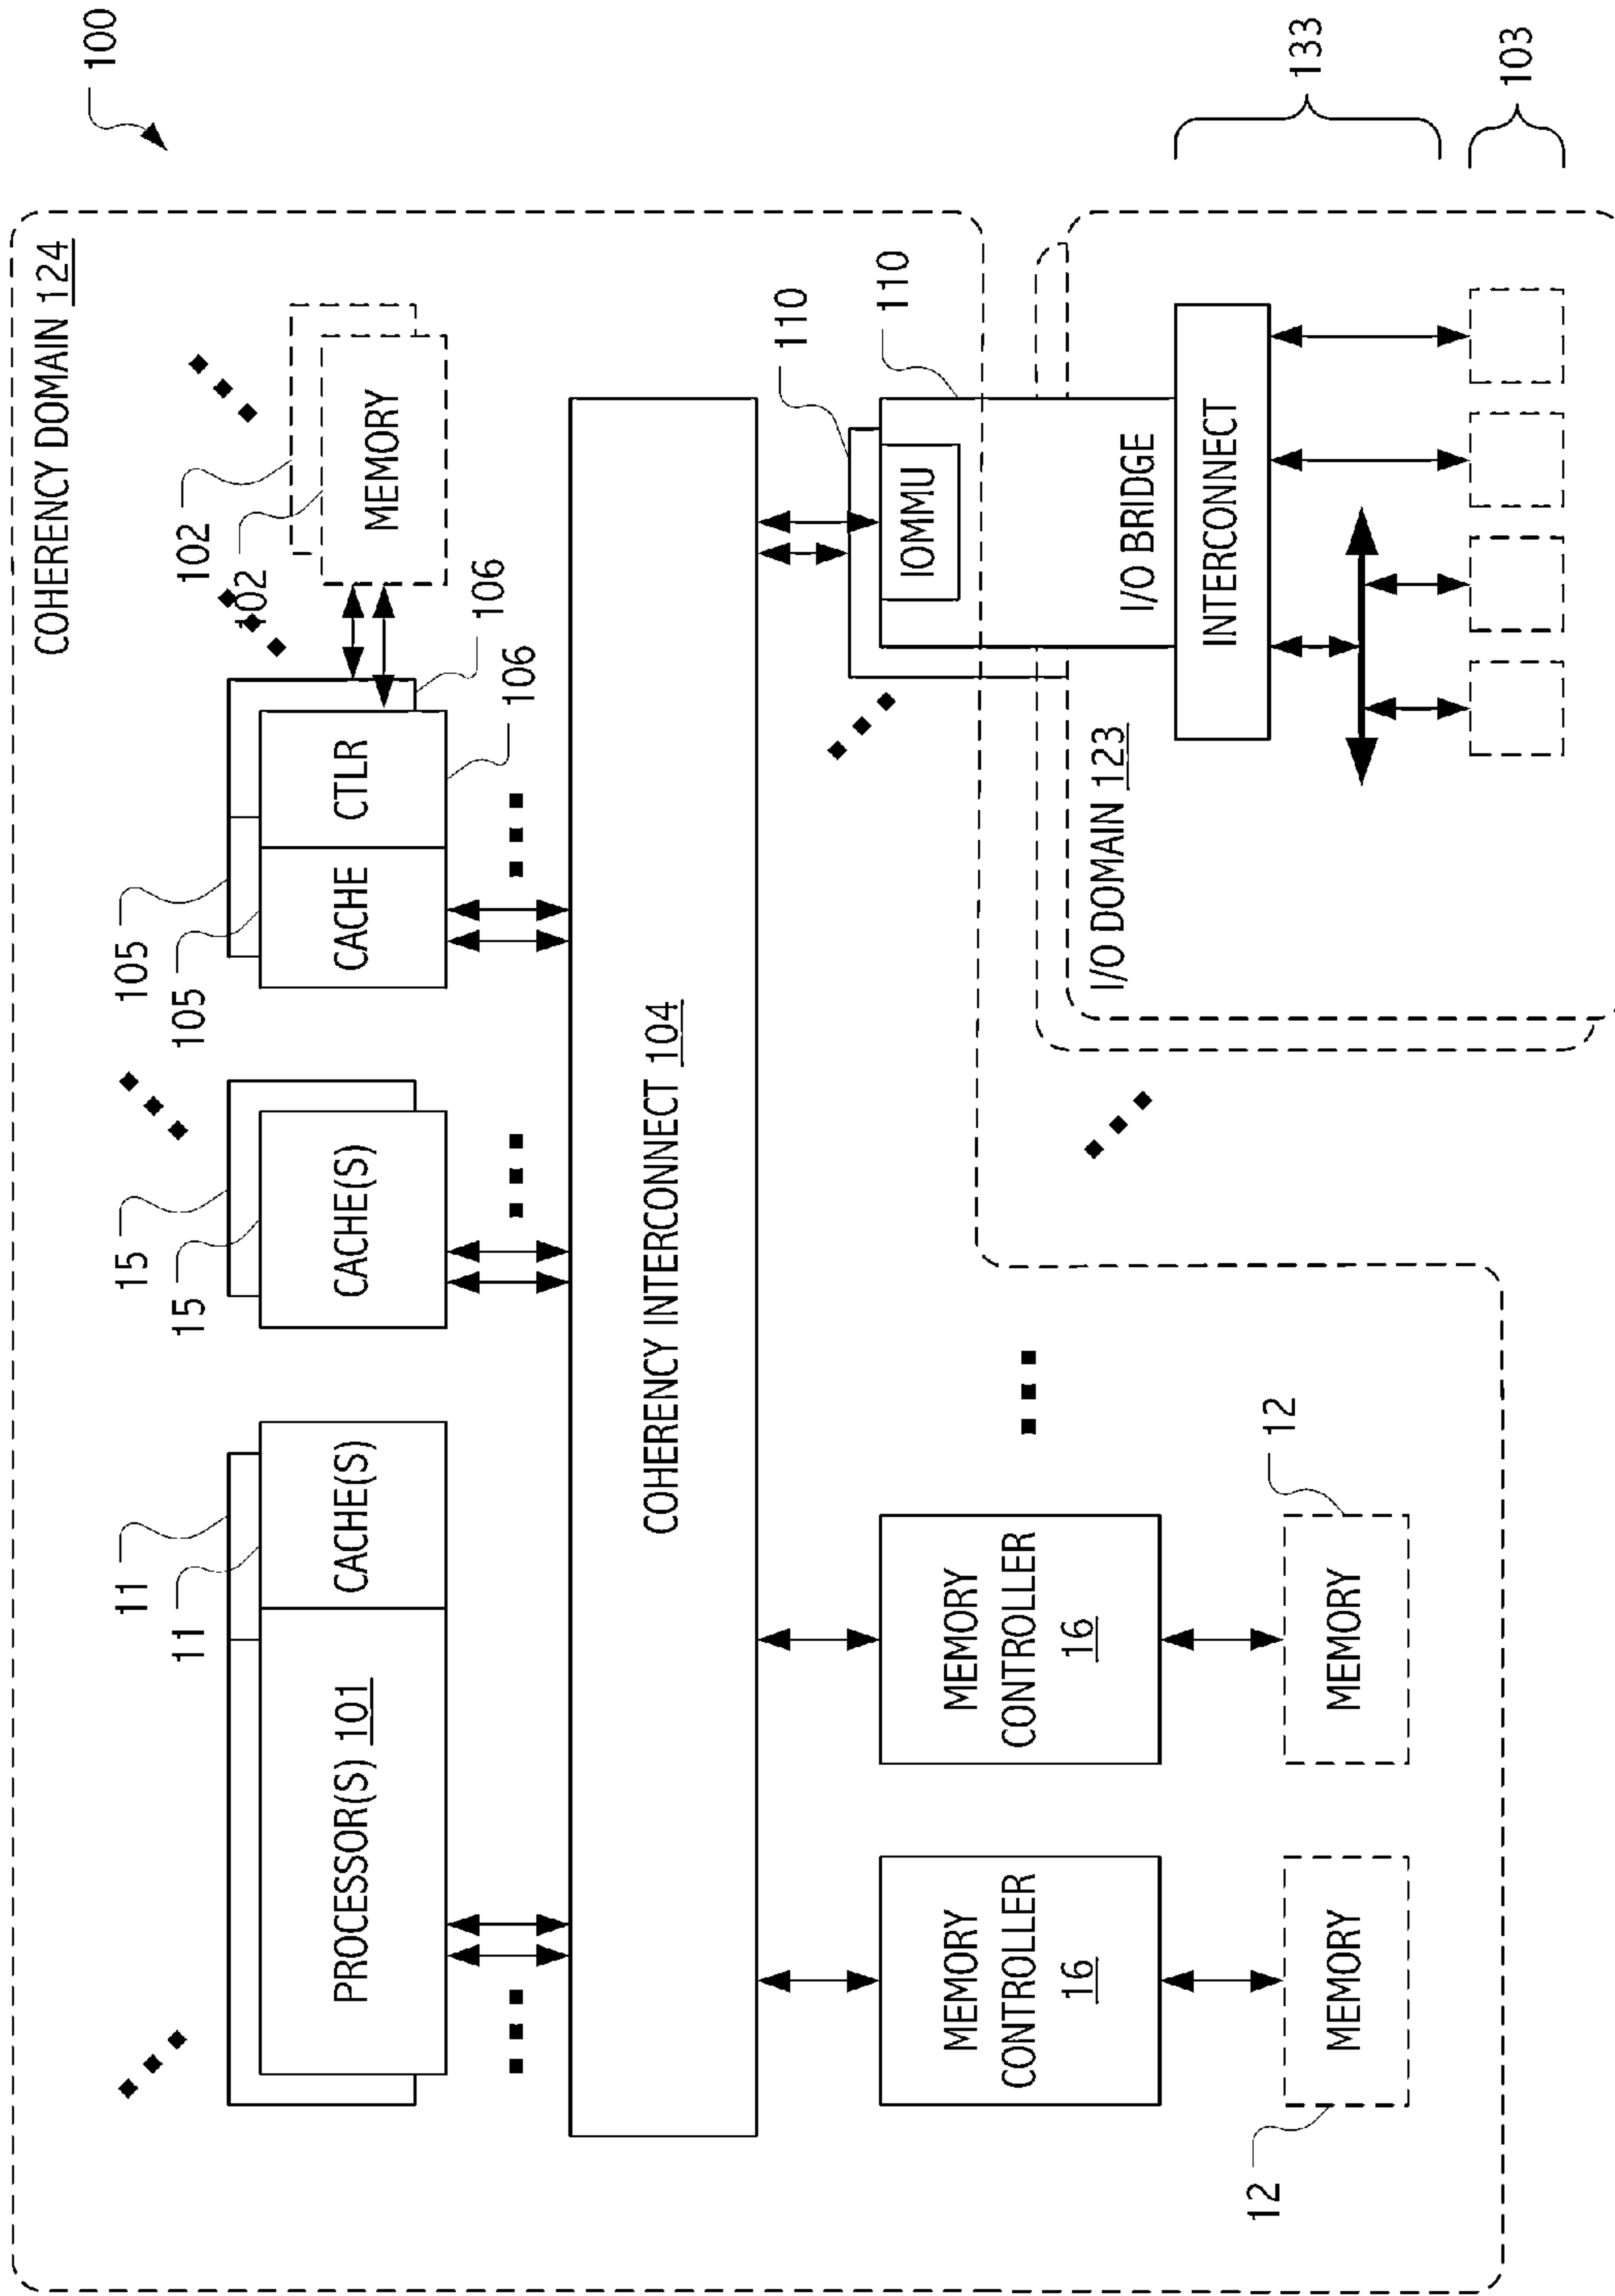 100
COHERENCY DOMAIN 124
102
102
MEMORY
106
106
105
105
CACHE
CTLR
15
15
CACHE(S)
11
11
PROCESSOR(S) 101
CACHE(S)
COHERENCY INTERCONNECT 104
MEMORY
CONTROLLER
16
MEMORY
CONTROLLER
16
12
MEMORY
12
MEMORY
110
110
IOMMU
I/O BRIDGE
I/O DOMAIN 123
INTERCONNECT
133
103